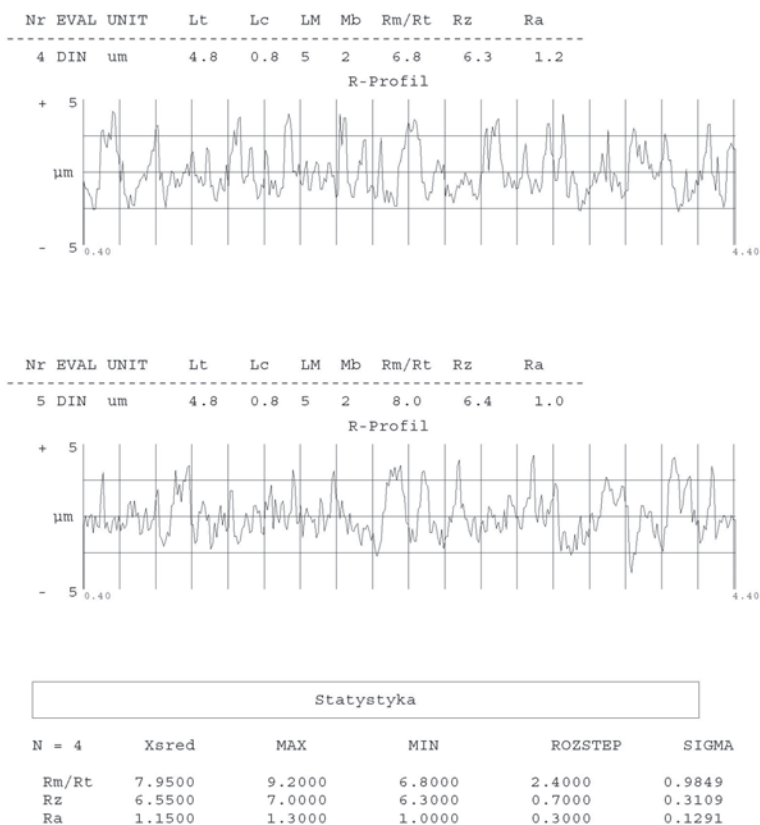 Nr EVAL UNIT Lt Lc LM Mb Rm/Rt Rz Ra
4 DIN um 4.8 0.8 5 2 6.8 6.3 1.2
R-Profil
+ 5
µm
- 5
0.40 4.40
Nr EVAL UNIT Lt Lc LM Mb Rm/Rt Rz Ra
5 DIN um 4.8 0.8 5 2 8.0 6.4 1.0
R-Profil
+ 5
µm
- 5
0.40 4.40
Statystyka
N = 4 Xsred MAX MIN ROZSTEP SIGMA
Rm/Rt 7.9500 9.2000 6.8000 2.4000 0.9849
Rz 6.5500 7.0000 6.3000 0.7000 0.3109
Ra 1.1500 1.3000 1.0000 0.3000 0.1291